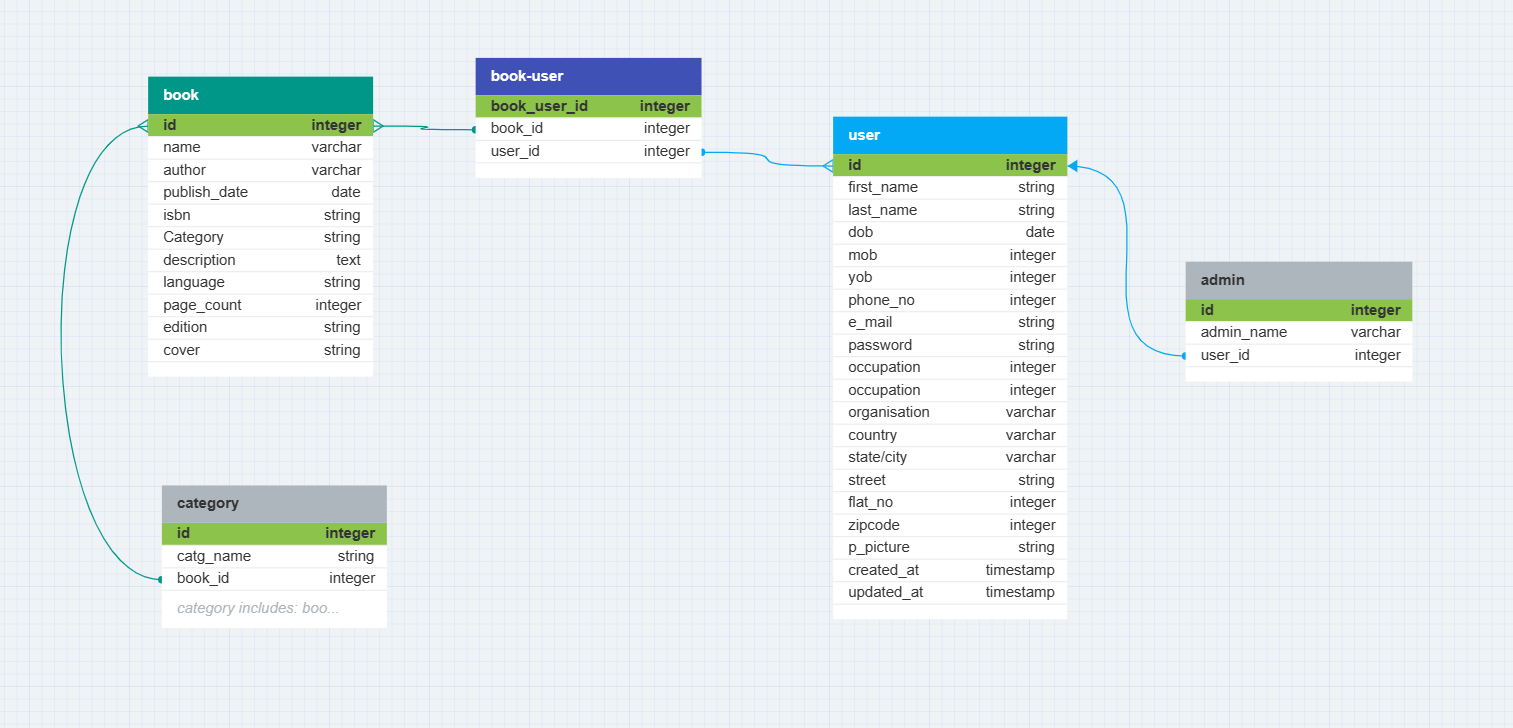 book
id integer
name varchar
author varchar
publish_date date
isbn string
Category string
description text
language string
page_count integer
edition string
cover string
book-user
book_user_id integer
book_id integer
user_id integer
user
id integer
first_name string
last_name string
dob date
mob integer
yob integer
phone_no integer
e_mail string
password string
occupation integer
occupation integer
organisation varchar
country varchar
state/city varchar
street string
flat_no integer
zipcode integer
p_picture string
created_at timestamp
updated_at timestamp
admin
id integer
admin_name varchar
user_id integer
category
id integer
catg_name string
book_id integer
category includes: boo...